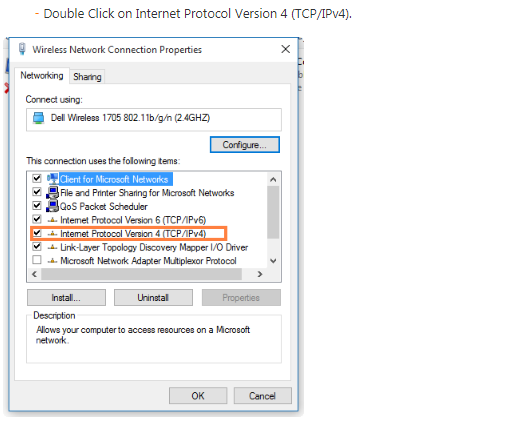 - Double Click on Internet Protocol Version 4 (TCP/IPv4).
Wireless Network Connection Properties
Networking
Sharing
Connect using:
Dell Wireless 1705 802.11b/g/n (2.4GHZ)
Configure...
This connection uses the following items:
Client for Microsoft Networks
File and Printer Sharing for Microsoft Networks
QoS Packet Scheduler
Internet Protocol Version 6 (TCP/IPv6)
Internet Protocol Version 4 (TCP/IPv4)
Link-Layer Topology Discovery Mapper I/O Driver
Microsoft Network Adapter Multiplexor Protocol
Install...
Uninstall
Properties
Description
Allows your computer to access resources on a Microsoft
network.
OK
Cancel